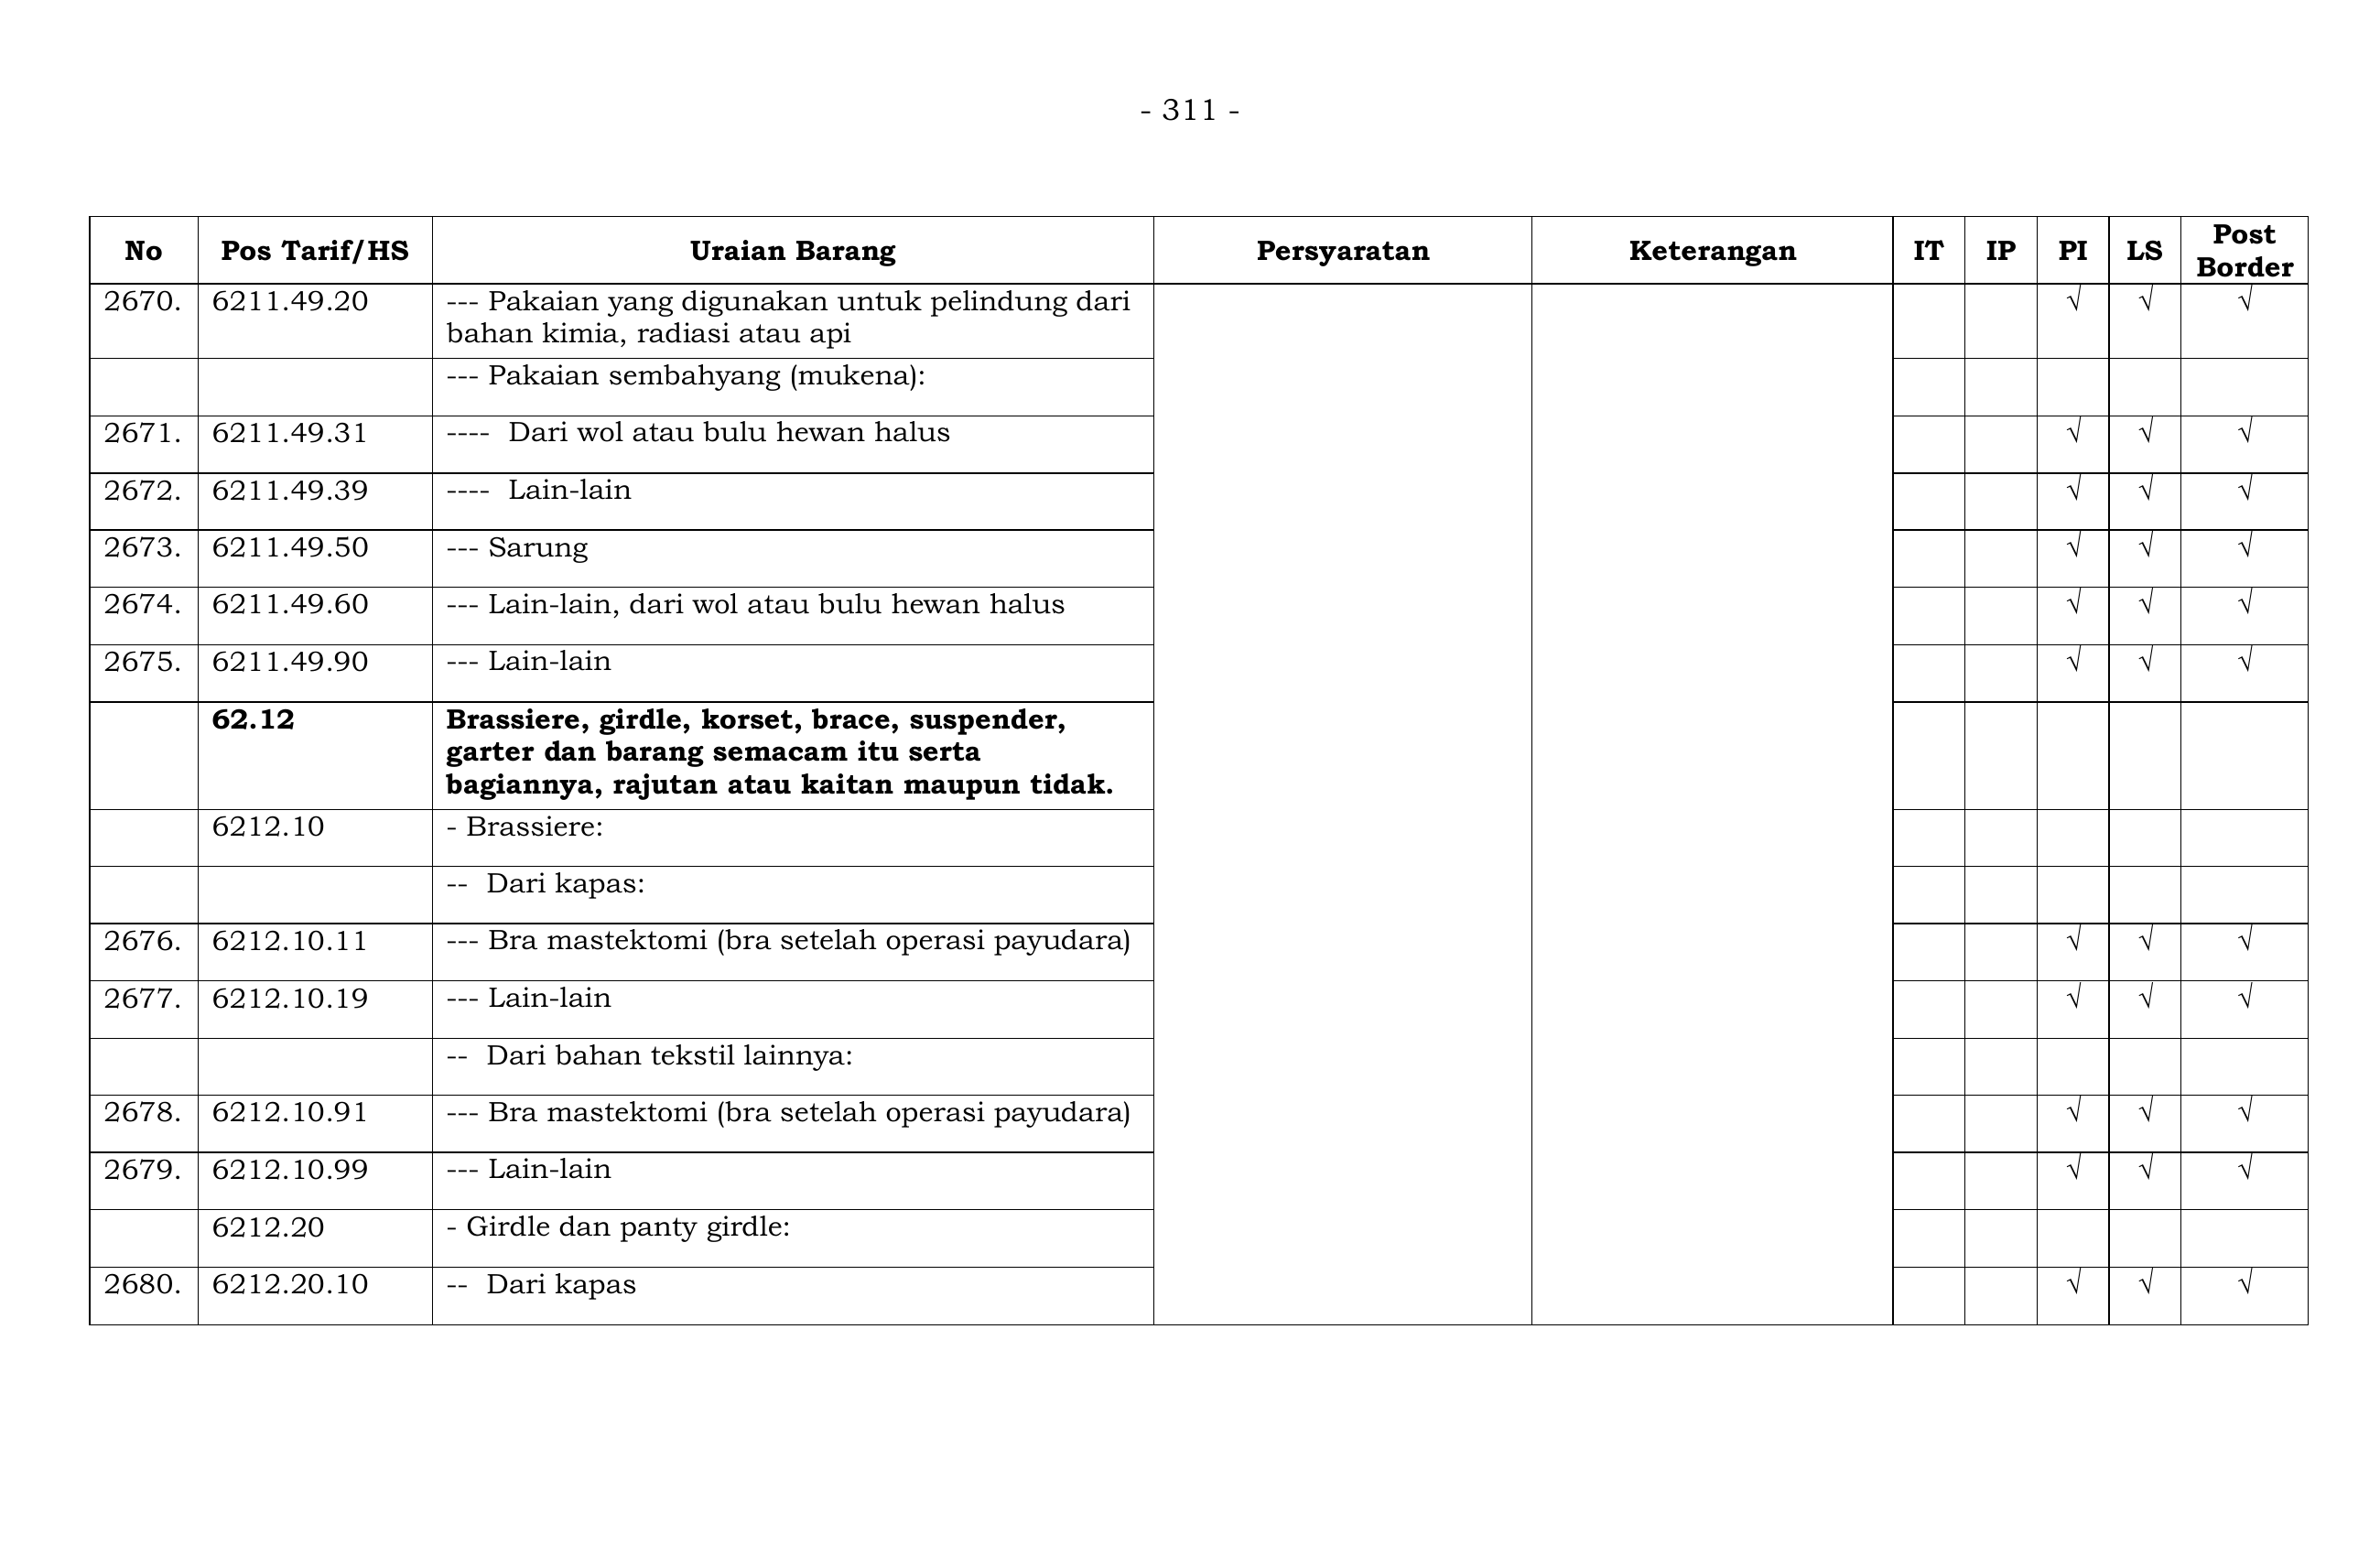 - 311 -
No Pos Tarif/HS Uraian Barang Persyaratan Keterangan IT IP PI LS Post Border
2670. 6211.49.20 --- Pakaian yang digunakan untuk pelindung dari √ √ √
bahan kimia, radiasi atau api
--- Pakaian sembahyang (mukena):
2671. 6211.49.31 ---- Dari wol atau bulu hewan halus √ √ √
2672. 6211.49.39 ---- Lain-lain √ √ √
2673. 6211.49.50 --- Sarung √ √ √
2674. 6211.49.60 --- Lain-lain, dari wol atau bulu hewan halus √ √ √
2675. 6211.49.90 --- Lain-lain √ √ √
62.12 Brassiere, girdle, korset, brace, suspender,
garter dan barang semacam itu serta
bagiannya, rajutan atau kaitan maupun tidak.
6212.10 - Brassiere:
-- Dari kapas:
2676. 6212.10.11 --- Bra mastektomi (bra setelah operasi payudara) √ √ √
2677. 6212.10.19 --- Lain-lain √ √ √
-- Dari bahan tekstil lainnya:
2678. 6212.10.91 --- Bra mastektomi (bra setelah operasi payudara) √ √ √
2679. 6212.10.99 --- Lain-lain √ √ √
6212.20 - Girdle dan panty girdle:
2680. 6212.20.10 -- Dari kapas √ √ √